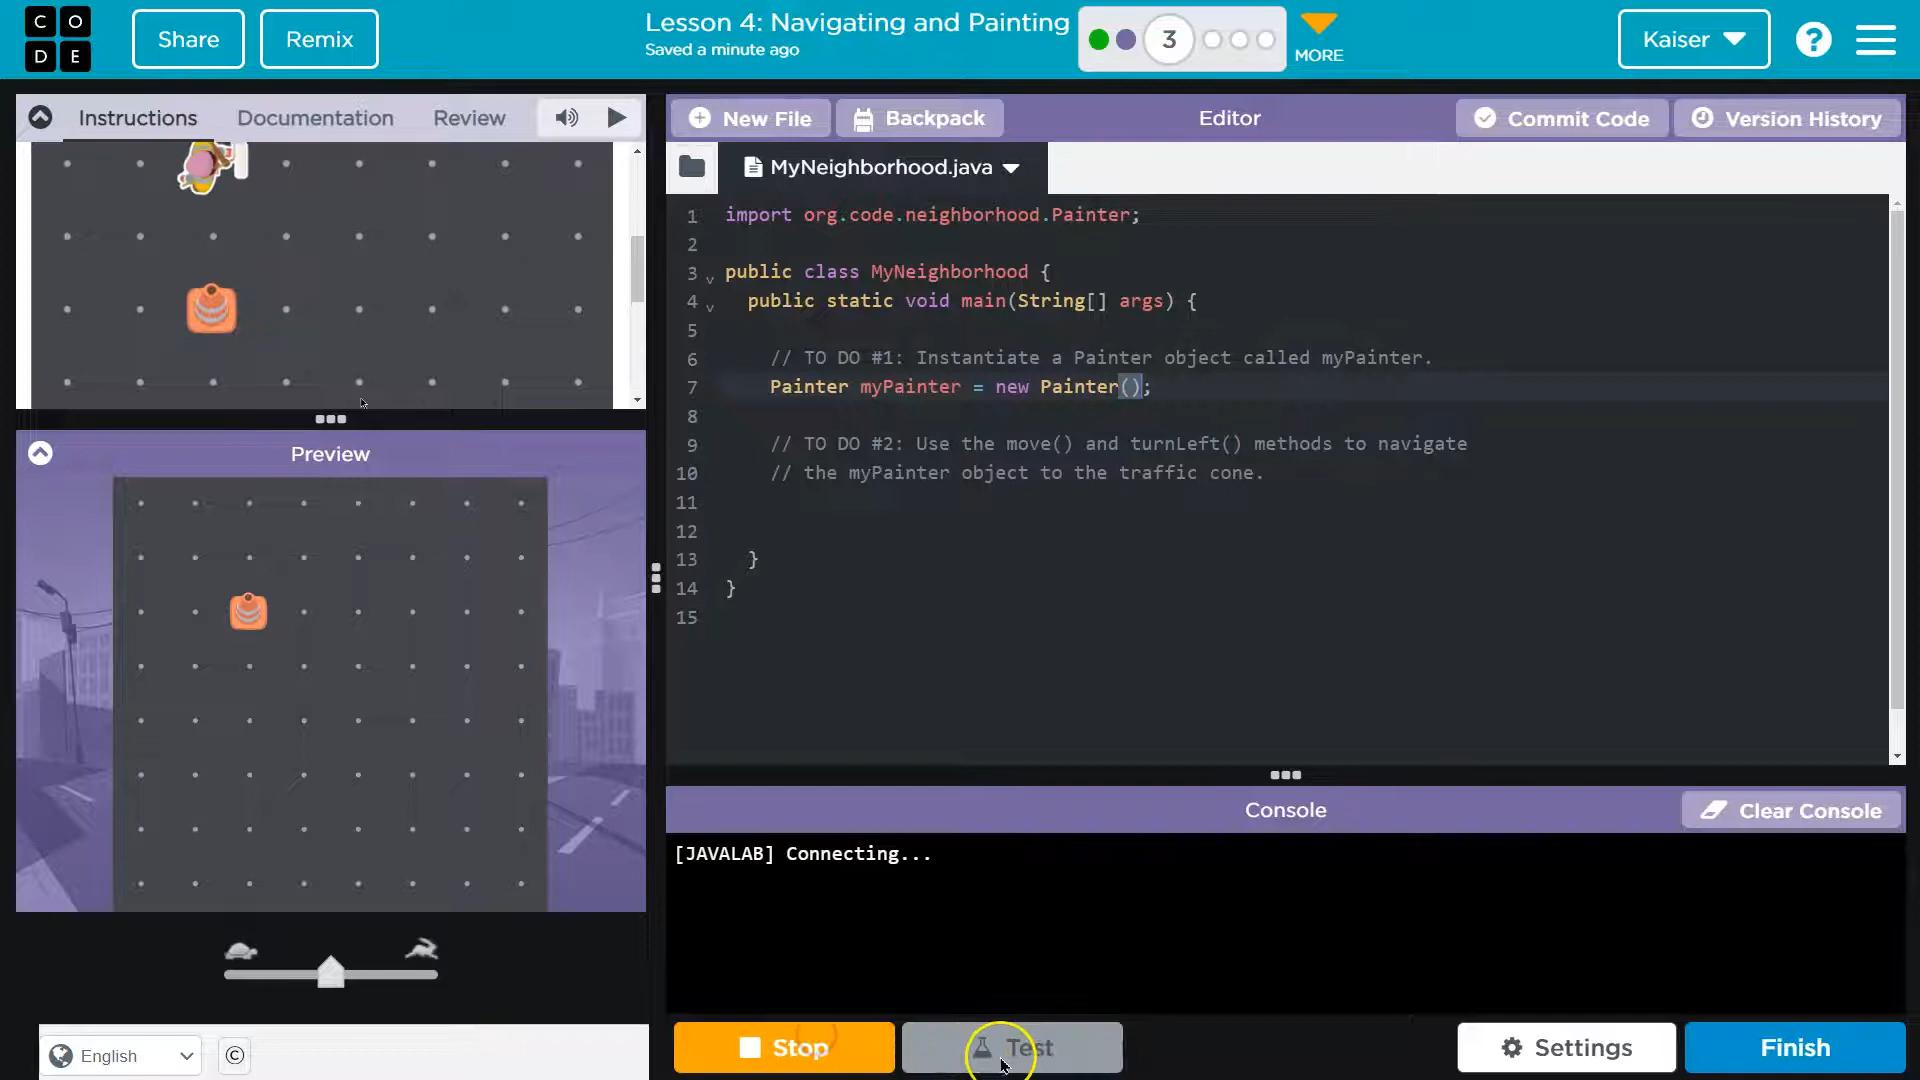 CO
DE
Share
Remix
Lesson 4: Navigating and Painting
Saved a minute ago
3
MORE
Kaiser
?
Instructions
Documentation
Review
New File
Backpack
Editor
Commit Code
Version History
MyNeighborhood.java
1 import org.code.neighborhood.Painter;
2
3 public class MyNeighborhood {
4 public static void main(String[] args) {
5
6 // TO DO #1: Instantiate a Painter object called myPainter.
7 Painter myPainter = new Painter();
8
9 // TO DO #2: Use the move() and turnLeft() methods to navigate
10 // the myPainter object to the traffic cone.
11
12
13 }
14 }
15
Preview
Console
Clear Console
[JAVALAB] Connecting...
English
©
Stop
Test
Settings
Finish